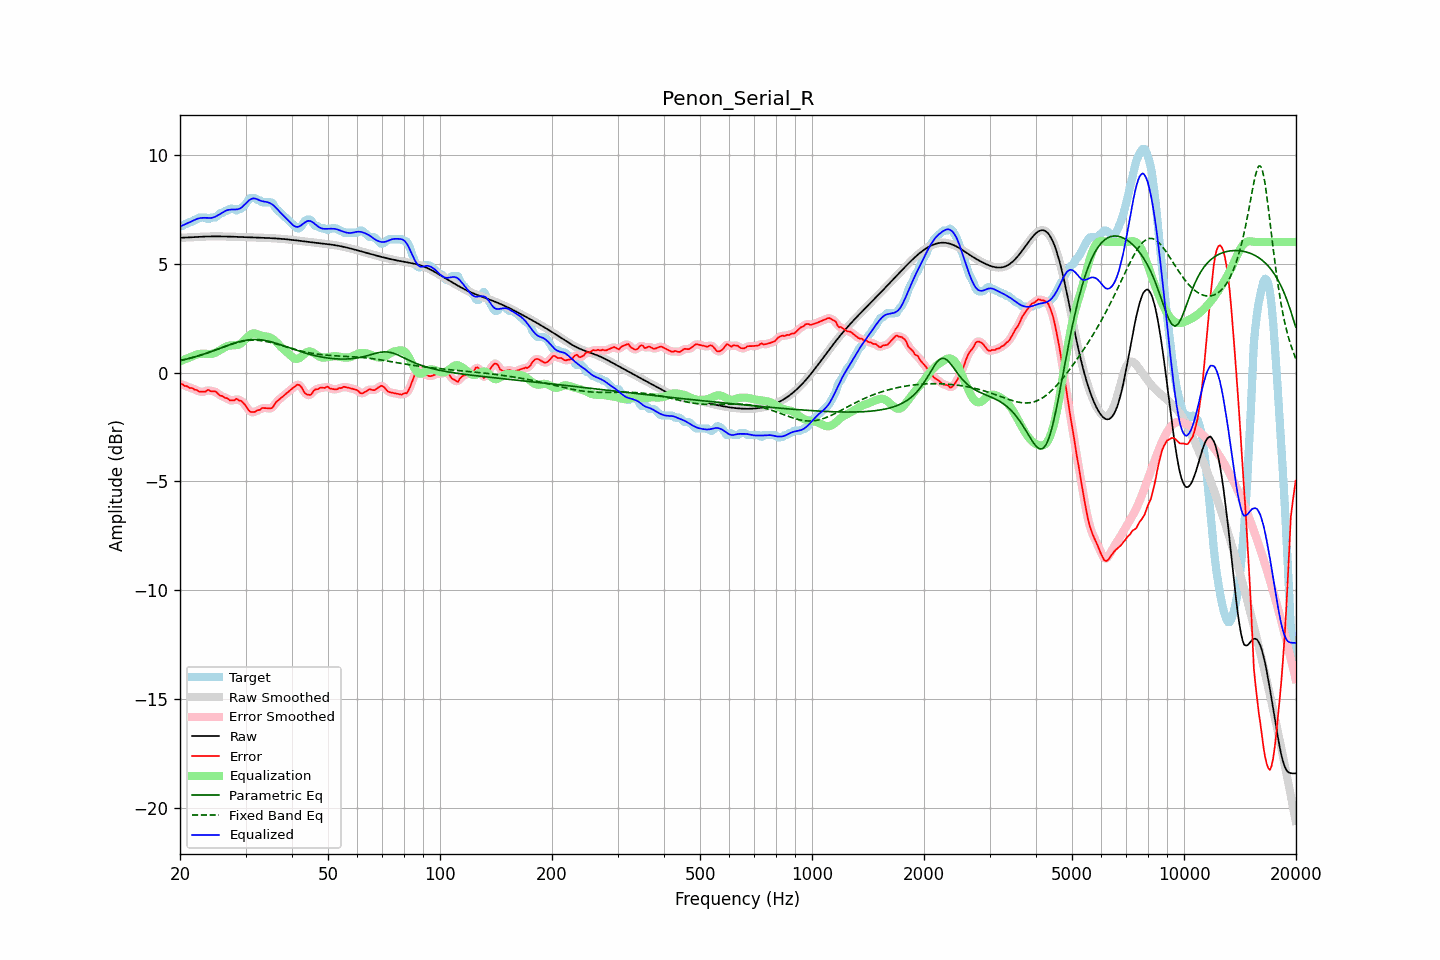 Penon_Serial_R
Amplitude (dBr)
10
5
0
−5
−10
−15
−20
Target
Raw Smoothed
Error Smoothed
Raw
Error
Equalization
Parametric Eq
Fixed Band Eq
Equalized
20 50 100 200 500 1000 2000 5000 10000 20000
Frequency (Hz)